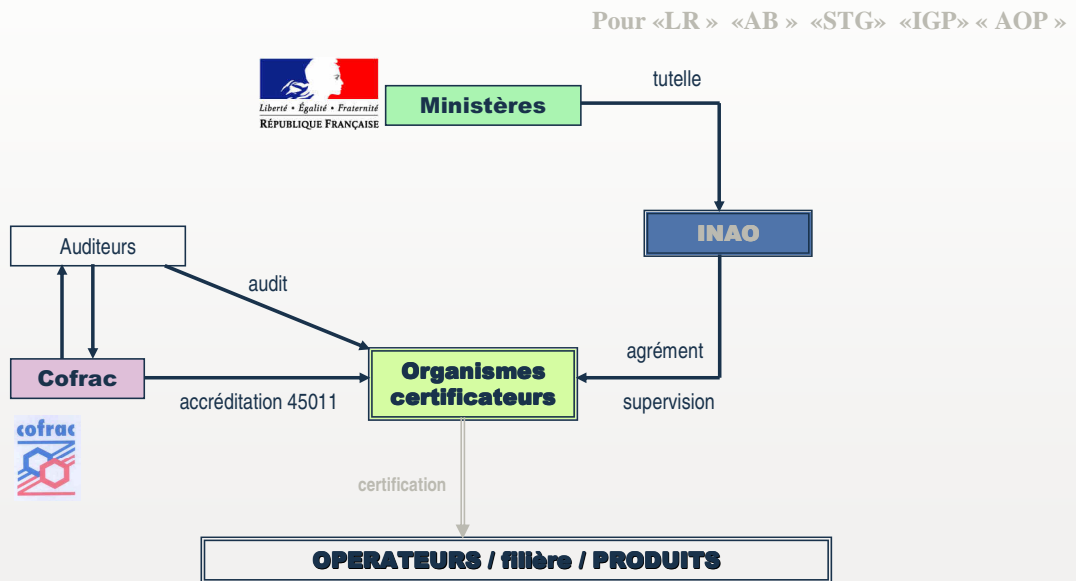 Pour «LR » «AB » «STG» «IGP» « AOP »
tutelle
Liberté • Égalité • Fraternité
RÉPUBLIQUE FRANÇAISE
Ministères
INAO
Auditeurs
audit
Cofrac
accréditation 45011
Organismes
certificateurs
agrément
supervision
cofrac
certification
OPERATEURS / filière / PRODUITS